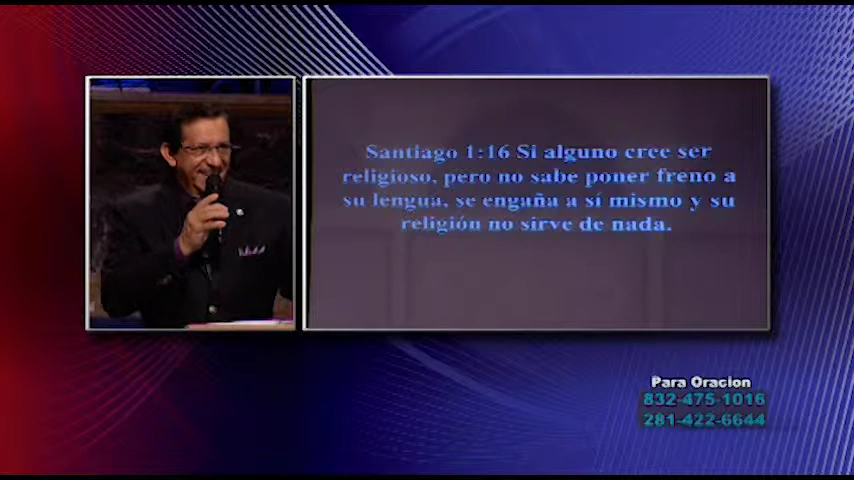 Santiago 1:16 Si alguno cree ser
religioso, pero no sabe poner freno a
su lengua, se engaña a sí mismo y su
religión no sirve de nada.
Para Oracion
832-475-1016
281-422-6644